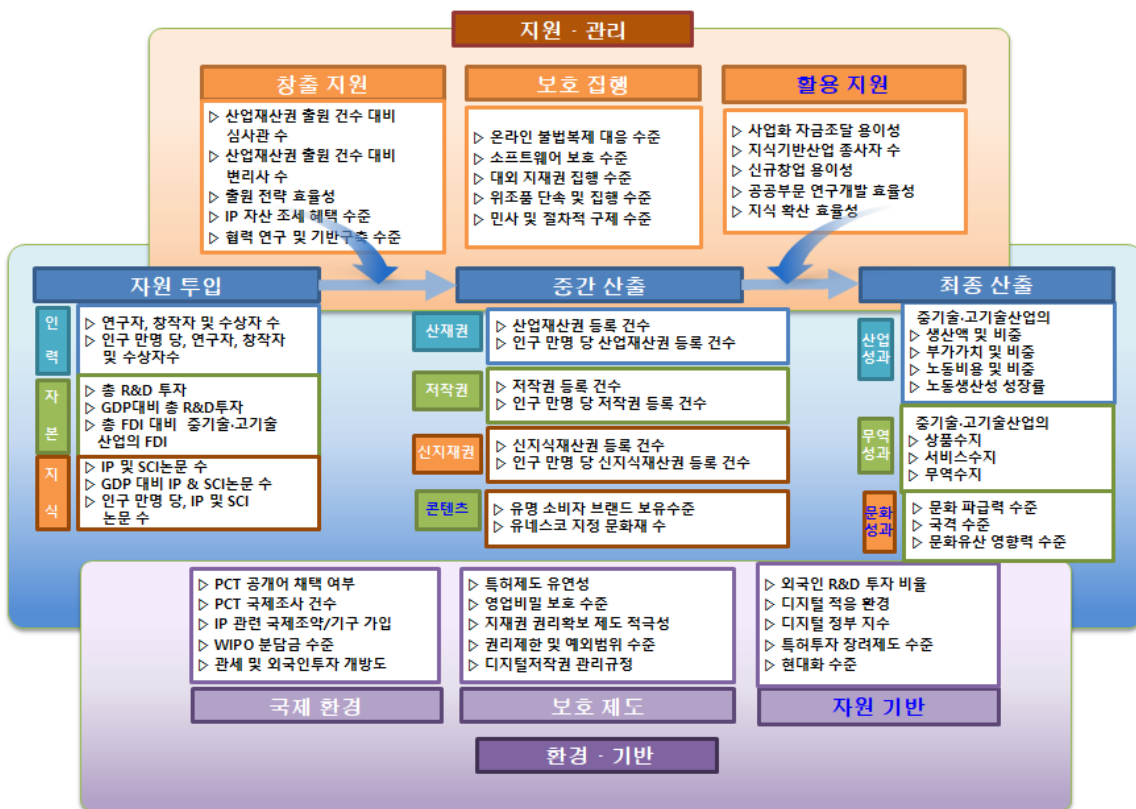 지원 - 관리
창출 지원
▷ 산업재산권 출원 건수 대비
심사관 수
▷ 산업재산권 출원 건수 대비
변리사 수
▷ 출원 전략 효율성
▷ IP 자산 조세 혜택 수준
▷ 협력 연구 및 기반구축 수준
보호 집행
▷ 온라인 불법복제 대응 수준
▷ 소프트웨어 보호 수준
▷ 대외 지재권 집행 수준
▷ 위조품 단속 및 집행 수준
▷ 민사 및 절차적 구제 수준
활용 지원
▷ 사업화 자금조달 용이성
▷ 지식기반산업 종사자 수
▷ 신규창업 용이성
▷ 공공부문 연구개발 효율성
▷ 지식 확산 효율성
자원 투입
인
력
▷ 연구자, 창작자 및 수상자 수
▷ 인구 만명 당, 연구자, 창작자
및 수상자수
자
본
▷ 총 R&D 투자
▷ GDP대비 총 R&D투자
▷ 총 FDI 대비 중기술·고기술
산업의 FDI
지
식
▷ IP 및 SCI논문 수
▷ GDP 대비 IP & SCI논문 수
▷ 인구 만명 당, IP 및 SCI
논문 수
중간 산출
산재권
▷ 산업재산권 등록 건수
▷ 인구 만명 당 산업재산권 등록 건수
저작권
▷ 저작권 등록 건수
▷ 인구 만명 당 저작권 등록 건수
신지재권
▷ 신지식재산권 등록 건수
▷ 인구 만명 당 신지식재산권 등록 건수
콘텐츠
▷ 유명 소비자 브랜드 보유수준
▷ 유네스코 지정 문화재 수
최종 산출
산업
성과
중기술·고기술산업의
▷ 생산액 및 비중
▷ 부가가치 및 비중
▷ 노동비용 및 비중
▷ 노동생산성 성장률
무역
성과
중기술·고기술산업의
▷ 상품수지
▷ 서비스수지
▷ 무역수지
문화
성과
▷ 문화 파급력 수준
▷ 국격 수준
▷ 문화유산 영향력 수준
▷ PCT 공개어 채택 여부
▷ PCT 국제조사 건수
▷ IP 관련 국제조약/기구 가입
▷ WIPO 분담금 수준
▷ 관세 및 외국인투자 개방도
국제 환경
▷ 특허제도 유연성
▷ 영업비밀 보호 수준
▷ 지재권 권리확보 제도 적극성
▷ 권리제한 및 예외범위 수준
▷ 디지털저작권 관리규정
보호 제도
▷ 외국인 R&D 투자 비율
▷ 디지털 적응 환경
▷ 디지털 정부 지수
▷ 특허투자 장려제도 수준
▷ 현대화 수준
자원 기반
환경 - 기반